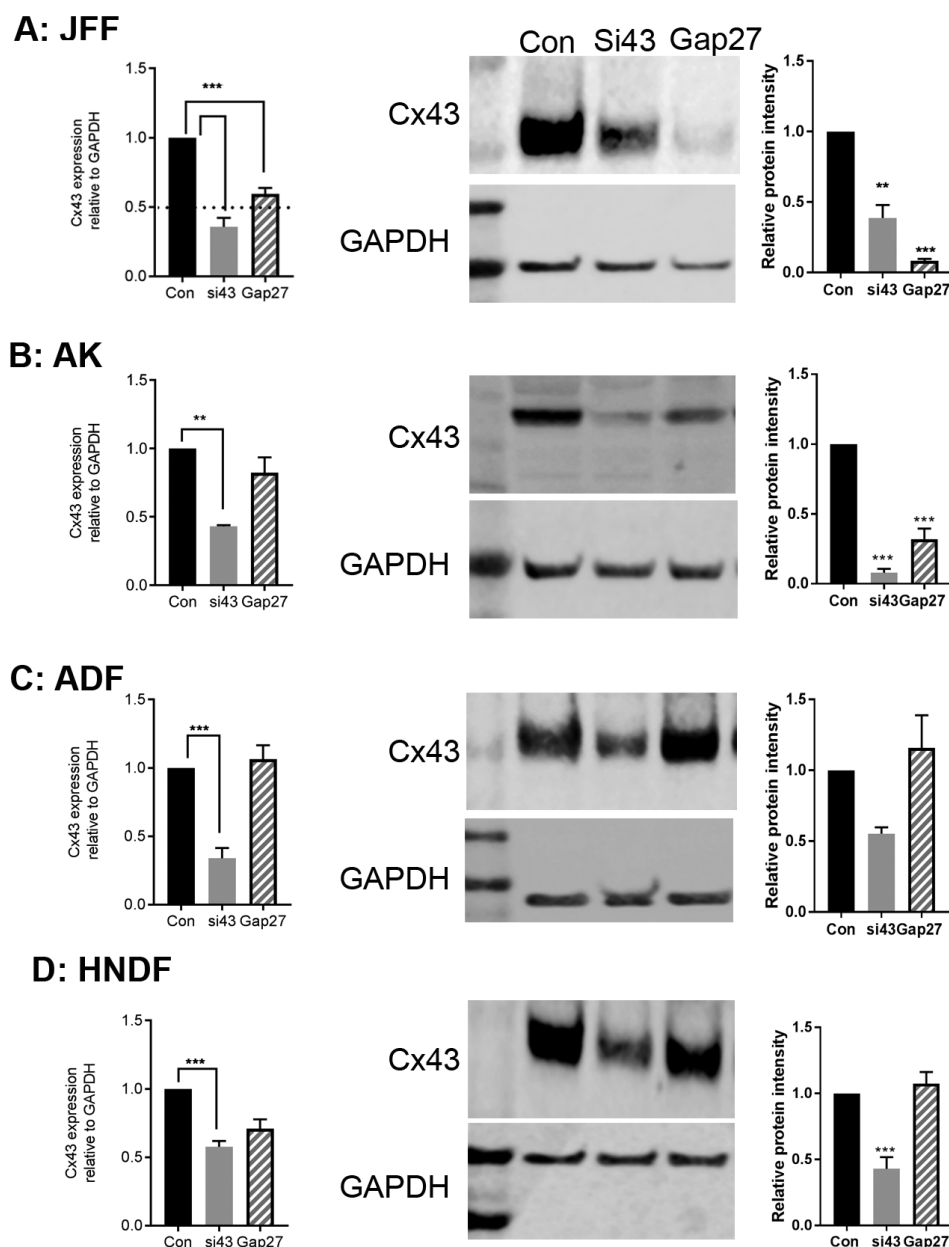 A: JFF
Cx43 expression
relative to GAPDH
1.5
1.0
0.5
0.0
***
Con si43 Gap27
Con Si43 Gap27
Cx43
GAPDH
Relative protein intensity
1.5
1.0
0.5
0.0
**
***
Con si43 Gap27
B: AK
Cx43 expression
relative to GAPDH
1.5
1.0
0.5
0.0
**
Con si43 Gap27
Cx43
GAPDH
Relative protein intensity
1.5
1.0
0.5
0.0
***
***
Con si43Gap27
C: ADF
Cx43 expression
relative to GAPDH
1.5
1.0
0.5
0.0
***
Con si43 Gap27
Cx43
GAPDH
Relative protein intensity
1.5
1.0
0.5
0.0
Con si43Gap27
D: HNDF
Cx43 expression
relative to GAPDH
1.5
1.0
0.5
0.0
***
Con si43 Gap27
Cx43
GAPDH
Relative protein intensity
1.5
1.0
0.5
0.0
***
Con si43 Gap27